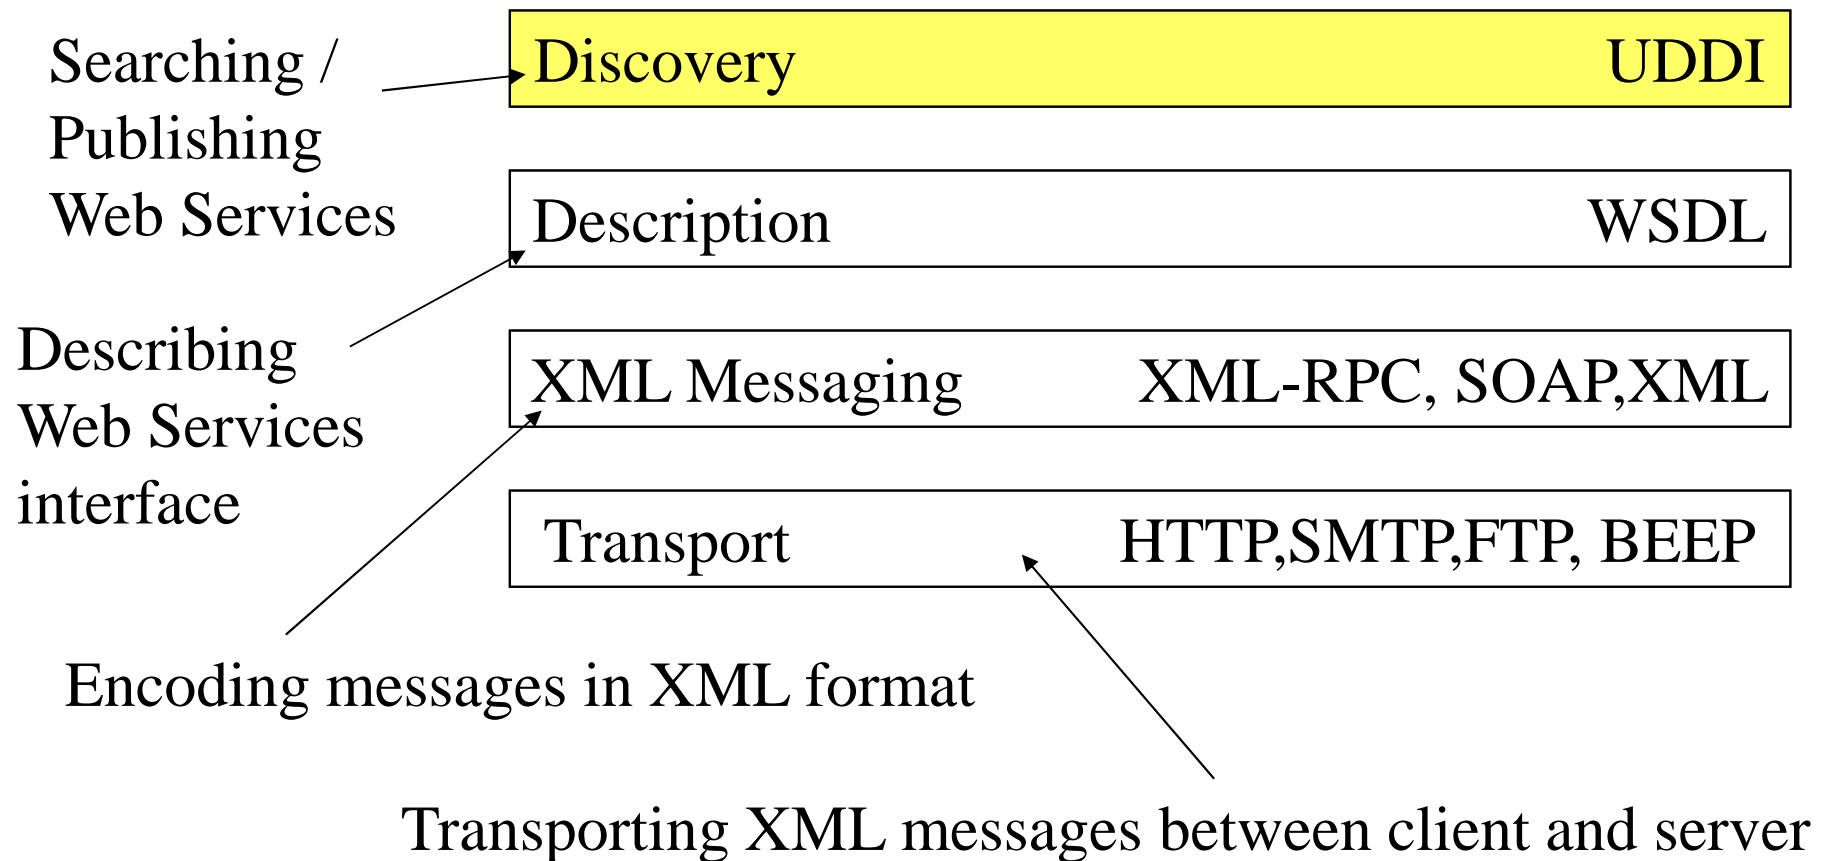 Searching /
Publishing
Web Services
Discovery UDDI
Description WSDL
Describing
Web Services
interface
XML Messaging XML-RPC, SOAP,XML
Transport HTTP,SMTP,FTP, BEEP
Encoding messages in XML format
Transporting XML messages between client and server